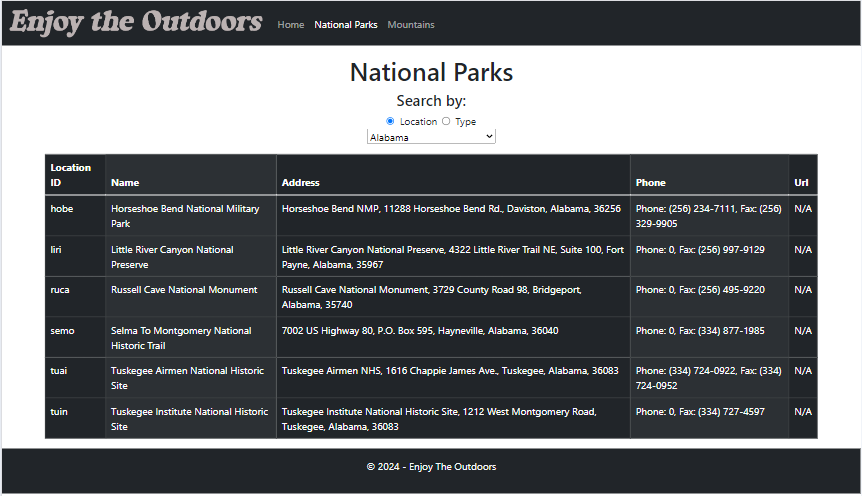 Enjoy the Outdoors
Home National Parks Mountains
National Parks
Search by:
Location Type
Alabama
Location
ID Name Address Phone Url
hobe Horseshoe Bend National Military Horseshoe Bend NMP, 11288 Horseshoe Bend Rd., Daviston, Alabama, 36256 Phone: (256) 234-7111, Fax: (256) N/A
Park 329-9905
liri Little River Canyon National Little River Canyon National Preserve, 4322 Little River Trail NE, Suite 100, Fort Phone: 0, Fax: (256) 997-9129 N/A
Preserve Payne, Alabama, 35967
ruca Russell Cave National Monument Russell Cave National Monument, 3729 County Road 98, Bridgeport, Phone: 0, Fax: (256) 495-9220 N/A
Alabama, 35740
semo Selma To Montgomery National 7002 US Highway 80, P.O. Box 595, Hayneville, Alabama, 36040 Phone: 0, Fax: (334) 877-1985 N/A
Historic Trail
tuai Tuskegee Airmen National Historic Tuskegee Airmen NHS, 1616 Chappie James Ave., Tuskegee, Alabama, 36083 Phone: (334) 724-0922, Fax: (334) N/A
Site 724-0952
tuin Tuskegee Institute National Historic Tuskegee Institute National Historic Site, 1212 West Montgomery Road, Phone: 0, Fax: (334) 727-4597 N/A
Site Tuskegee, Alabama, 36083
© 2024 - Enjoy The Outdoors